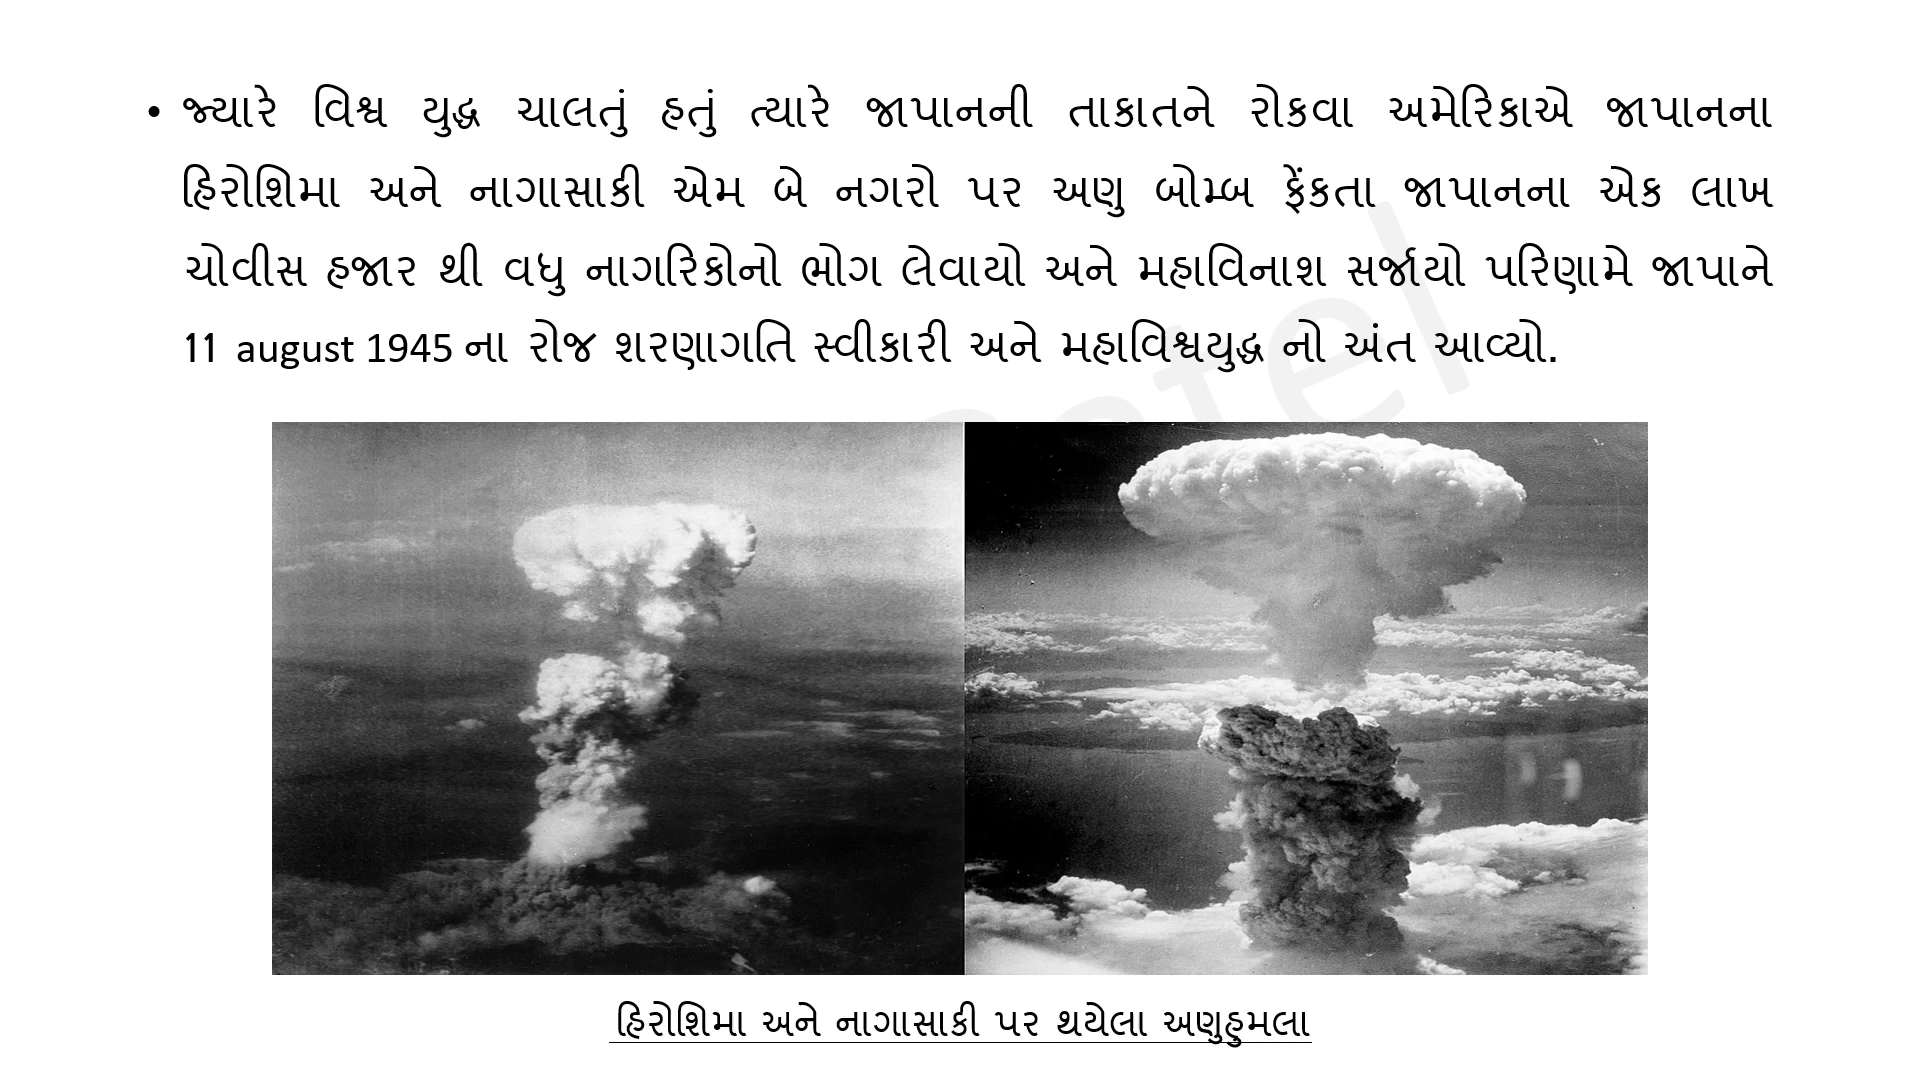 • જ્યારે વિશ્વ યુદ્ધ ચાલતું હતું ત્યારે જાપાનની તાકાતને રોકવા અમેરિકાએ જાપાનના
હિરોશિમા અને નાગાસાકી એમ બે નગરો પર અણુ બોમ્બ ફેંકતા જાપાનના એક લાખ
ચોવીસ હજાર થી વધુ નાગરિકોનો ભોગ લેવાયો અને મહાવિનાશ સર્જાયો પરિણામે જાપાને
11 august 1945 ના રોજ શરણાગતિ સ્વીકારી અને મહાવિશ્વયુદ્ધ નો અંત આવ્યો.
હિરોશિમા અને નાગાસાકી પર થયેલા અણુહુમલા